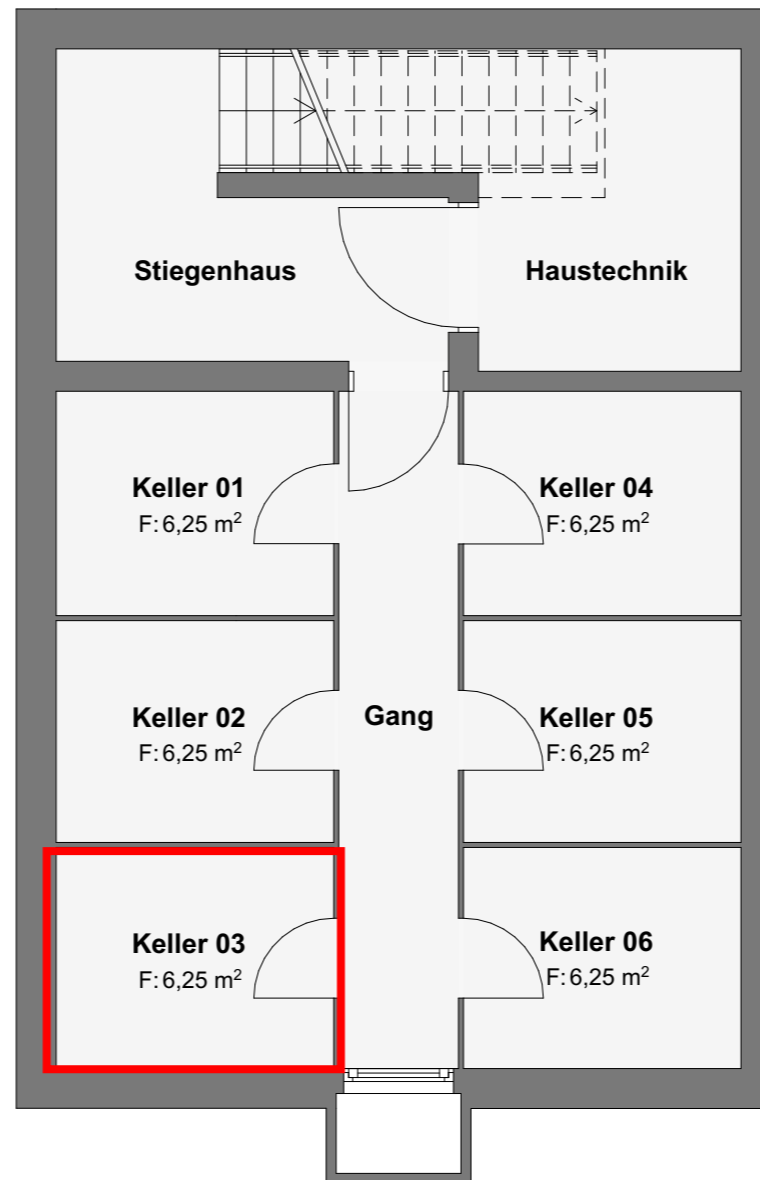 Stiegenhaus
Haustechnik
Keller 01
F: 6,25 m²
Keller 04
F: 6,25 m²
Keller 02
F: 6,25 m²
Gang
Keller 05
F: 6,25 m²
Keller 03
F: 6,25 m²
Keller 06
F: 6,25 m²